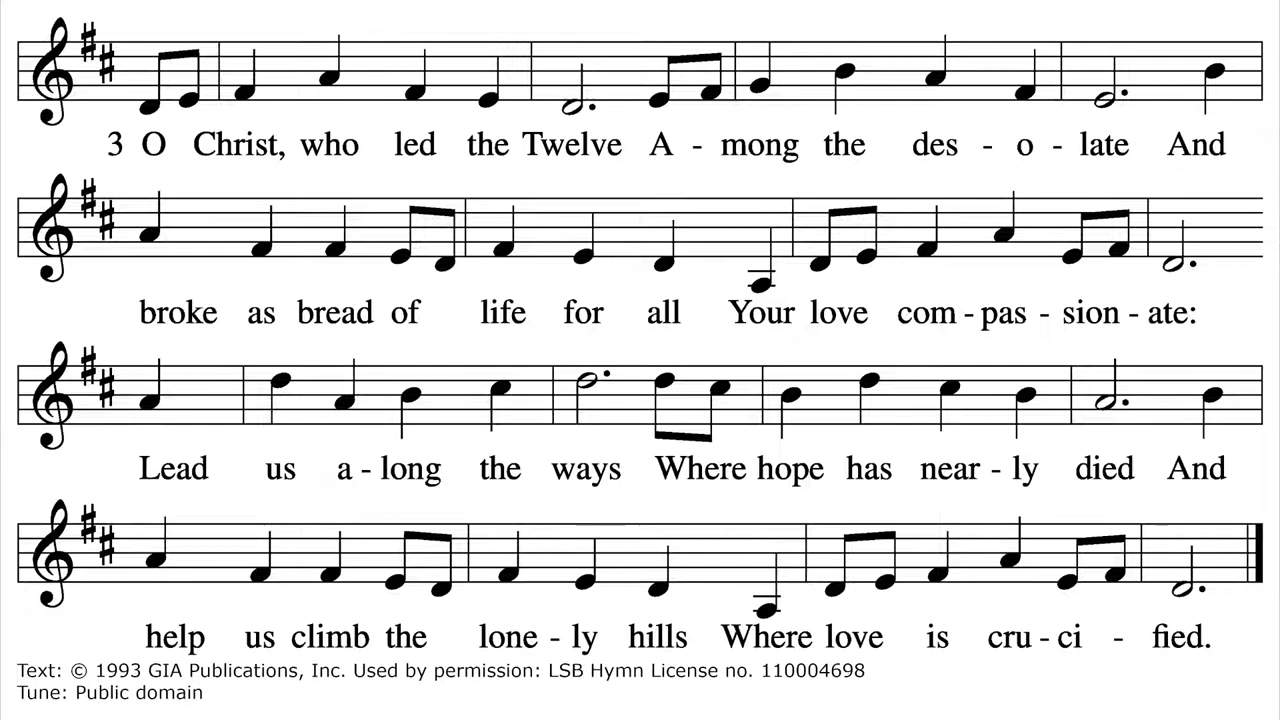 3 O Christ, who led the Twelve A - mong the des - o - late And
broke as bread of life for all Your love com - pas - sion - ate:
Lead us a - long the ways Where hope has near - ly died And
help us climb the lone - ly hills Where love is cru - ci - fied.
Text: © 1993 GIA Publications, Inc. Used by permission: LSB Hymn License no. 110004698
Tune: Public domain